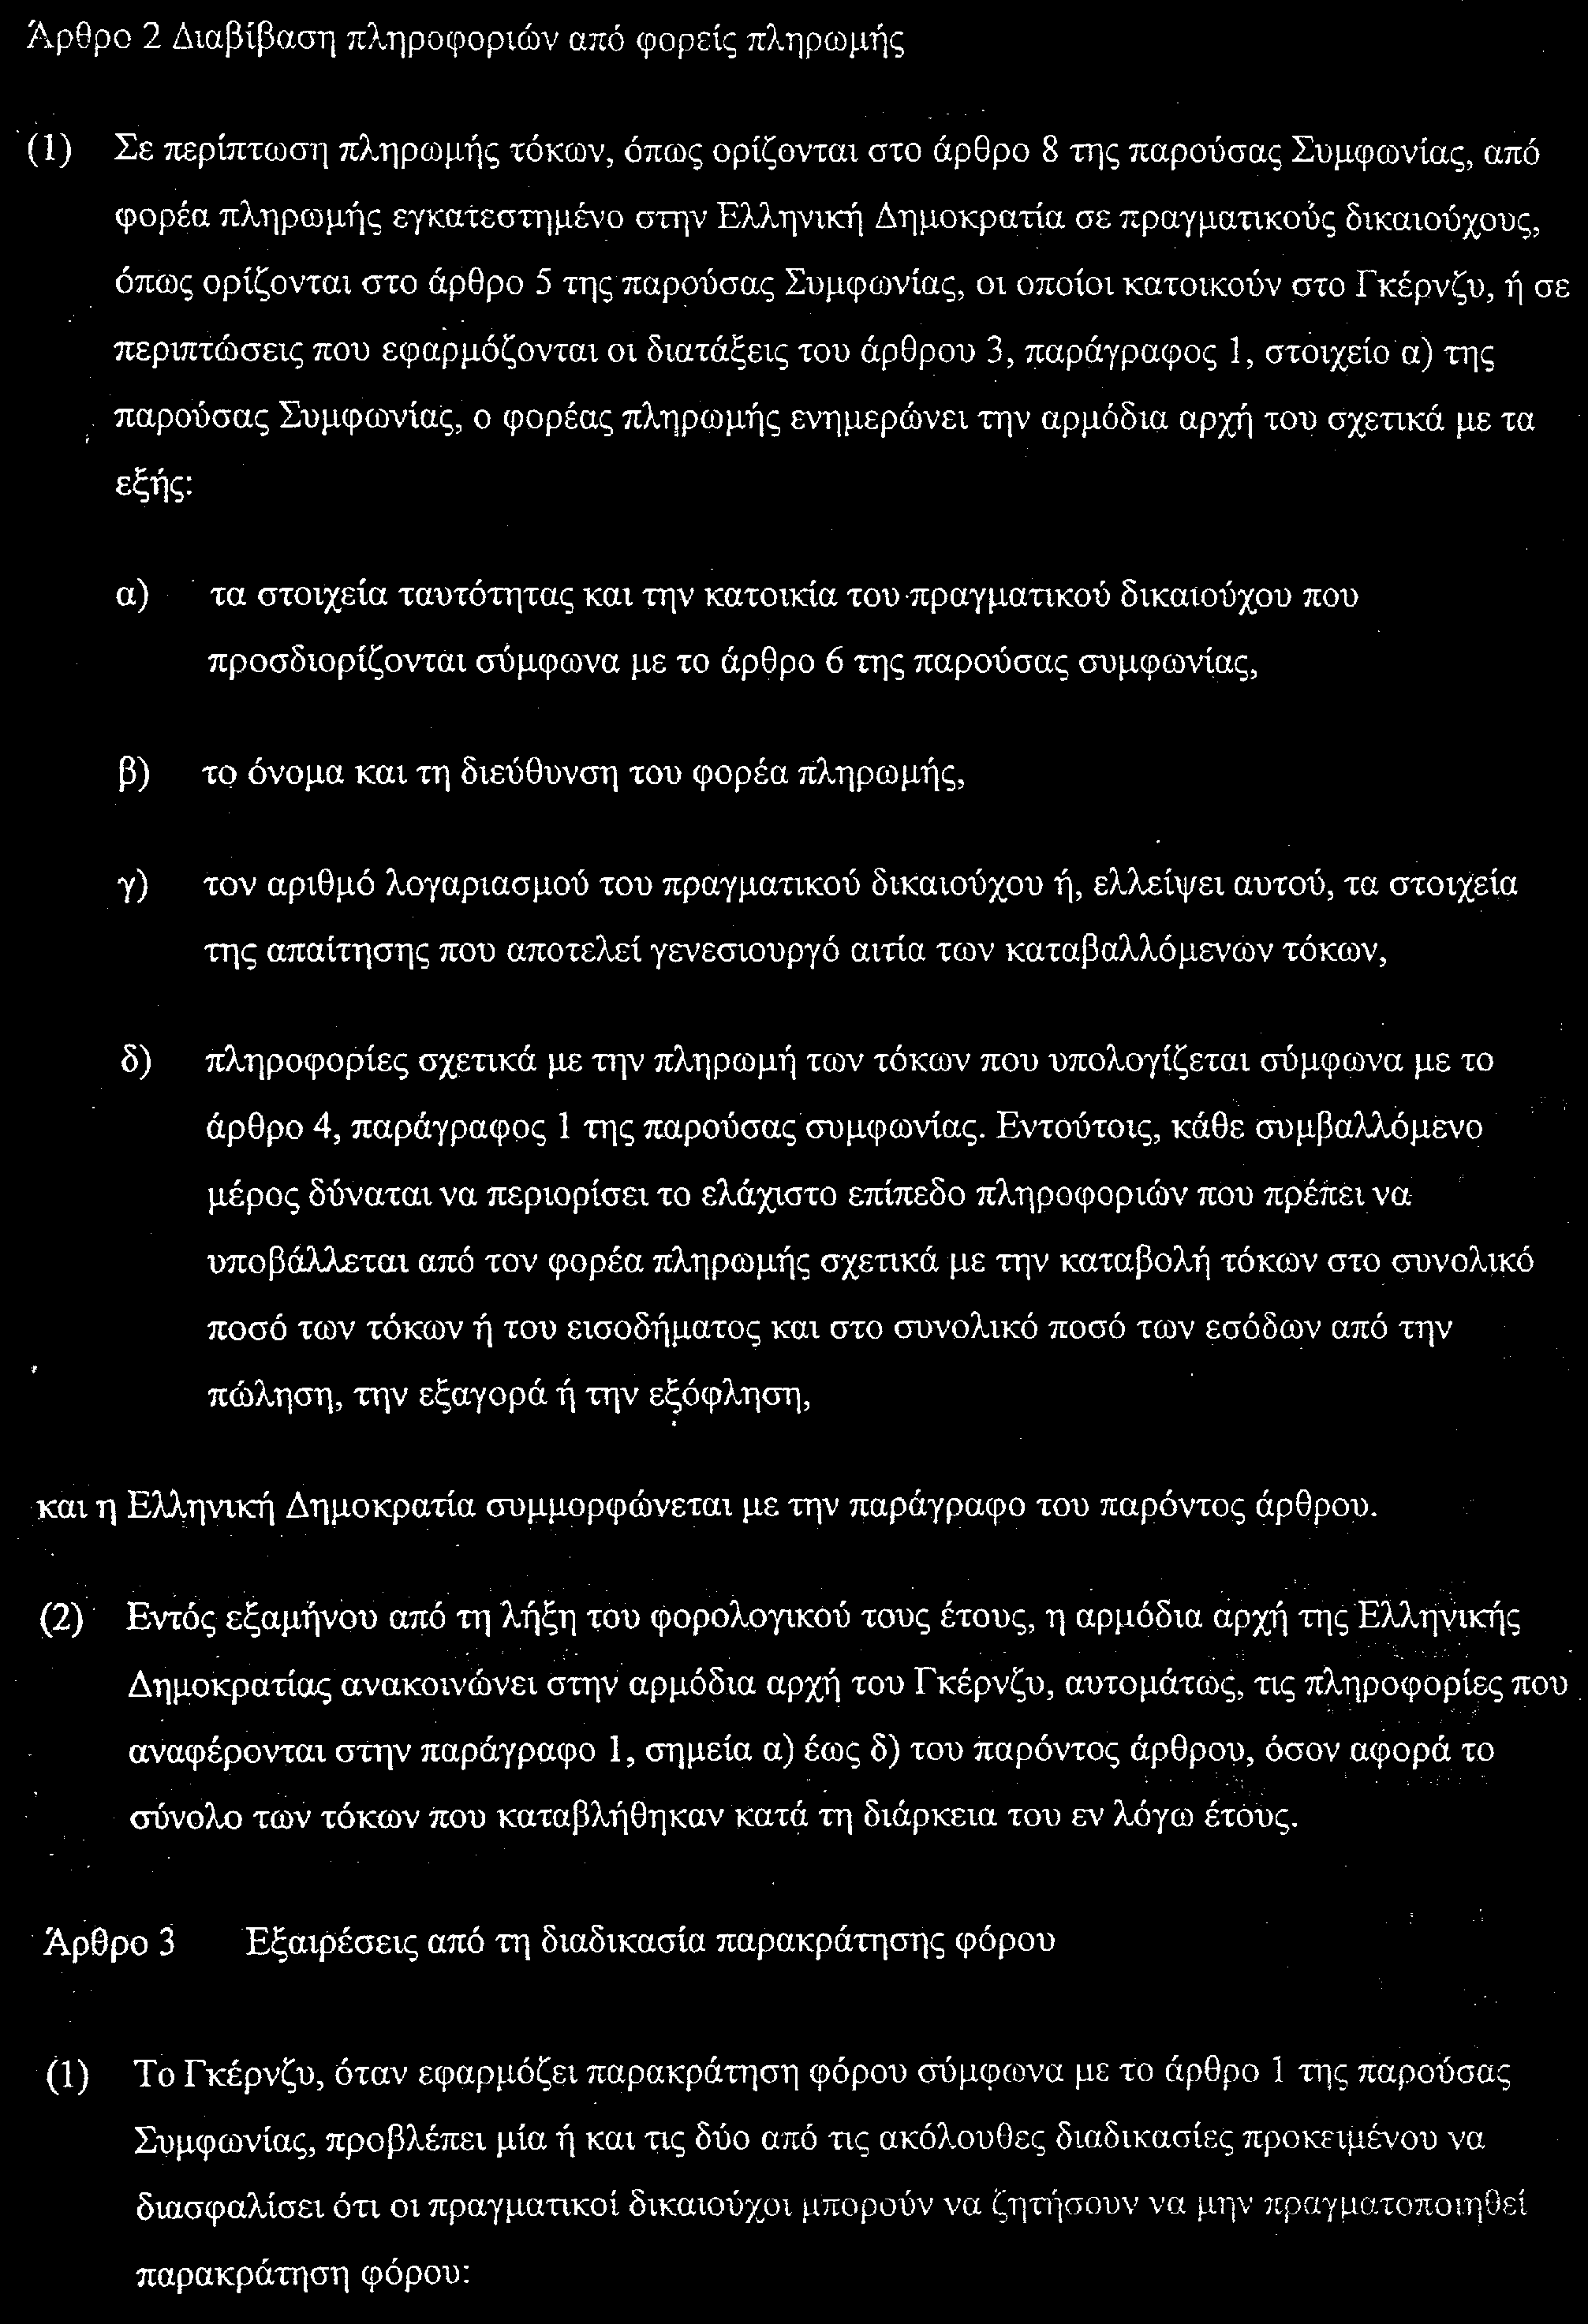 Άρθρο 2 Διαβίβαση πληροφοριών από φορείς πληρωμής
(1) Σε περίπτωση πληρωμής τόκων, όπως ορίζονται στο άρθρο 8 της παρούσας Συμφωνίας, από
φορέα πληρωμής εγκατεστημένο στην Ελληνική Δημοκρατία σε πραγματικούς δικαιούχους,
όπως ορίζονται στο άρθρο 5 της παρούσας Συμφωνίας, οι οποίοι κατοικούν στο Γκέρνζυ, ή σε
περιπτώσεις που εφαρμόζονται οι διατάξεις του άρθρου 3, παράγραφος 1, στοιχείο α) της
παρούσας Συμφωνίας, ο φορέας πληρωμής ενημερώνει την αρμόδια αρχή του σχετικά με τα
εξής:
α) τα στοιχεία ταυτότητας και την κατοικία του πραγματικού δικαιούχου που
προσδιορίζονται σύμφωνα με το άρθρο 6 της παρούσας συμφωνίας,
β) το όνομα και τη διεύθυνση του φορέα πληρωμής,
γ) τον αριθμό λογαριασμού του πραγματικού δικαιούχου ή, ελλείψει αυτού, τα στοιχεία
της απαίτησης που αποτελεί γενεσιουργό αιτία των καταβαλλόμενων τόκων,
δ) πληροφορίες σχετικά με την πληρωμή των τόκων που υπολογίζεται σύμφωνα με το
άρθρο 4, παράγραφος 1 της παρούσας συμφωνίας. Εντούτοις, κάθε συμβαλλόμενο
μέρος δύναται να περιορίσει το ελάχιστο επίπεδο πληροφοριών που πρέπει να
υποβάλλεται από τον φορέα πληρωμής σχετικά με την καταβολή τόκων στο συνολικό
ποσό των τόκων ή του εισοδήματος και στο συνολικό ποσό των εσόδων από την
πώληση, την εξαγορά ή την εξόφληση,
και η Ελληνική Δημοκρατία συμμορφώνεται με την παράγραφο του παρόντος άρθρου.
(2) Εντός εξαμήνου από τη λήξη του φορολογικού τους έτους, η αρμόδια αρχή της Ελληνικής
Δημοκρατίας ανακοινώνει στην αρμόδια αρχή του Γκέρνζυ, αυτομάτως, τις πληροφορίες που
αναφέρονται στην παράγραφο 1, σημεία α) έως δ) του παρόντος άρθρου, όσον αφορά το
σύνολο των τόκων που καταβλήθηκαν κατά τη διάρκεια του εν λόγω έτους.
Άρθρο 3 Εξαιρέσεις από τη διαδικασία παρακράτησης φόρου
(1) Το Γκέρνζυ, όταν εφαρμόζει παρακράτηση φόρου σύμφωνα με το άρθρο 1 της παρούσας
Συμφωνίας, προβλέπει μία ή και τις δύο από τις ακόλουθες διαδικασίες προκειμένου να
διασφαλίσει ότι οι πραγματικοί δικαιούχοι μπορούν να ζητήσουν να μην πραγματοποιηθεί
παρακράτηση φόρου: